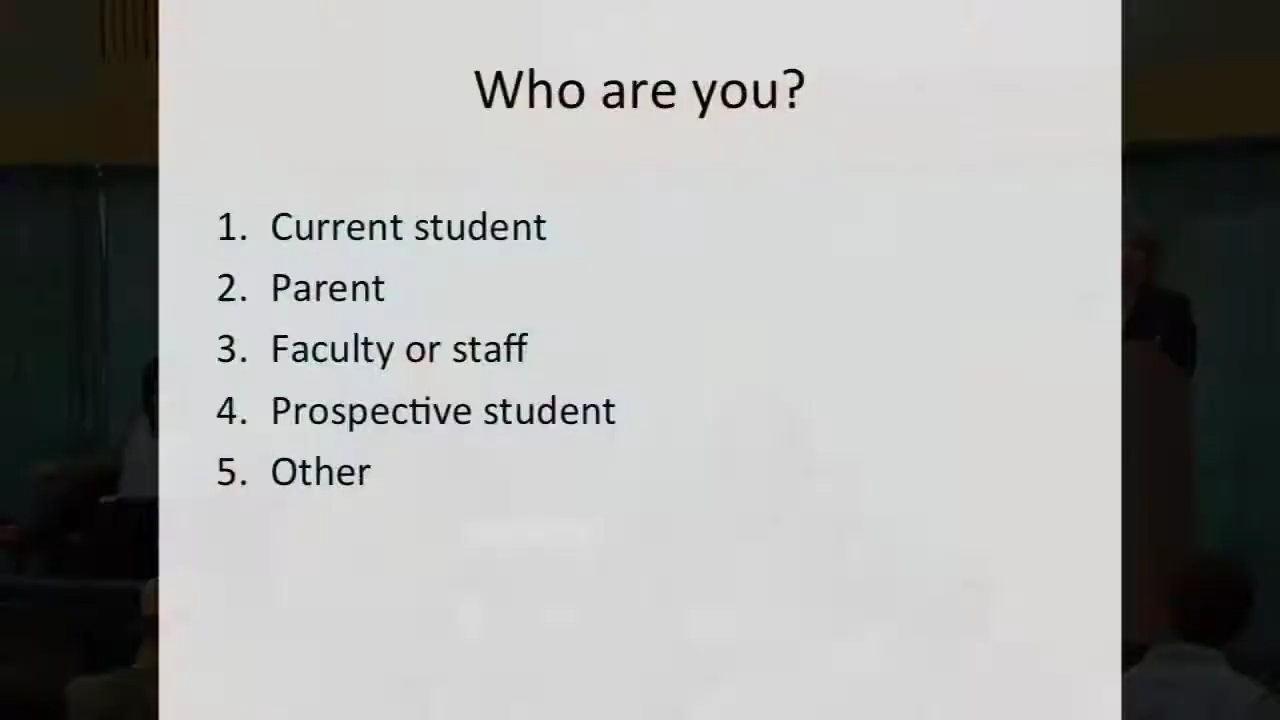 Who are you?
1. Current student
2. Parent
3. Faculty or staff
4. Prospective student
5. Other